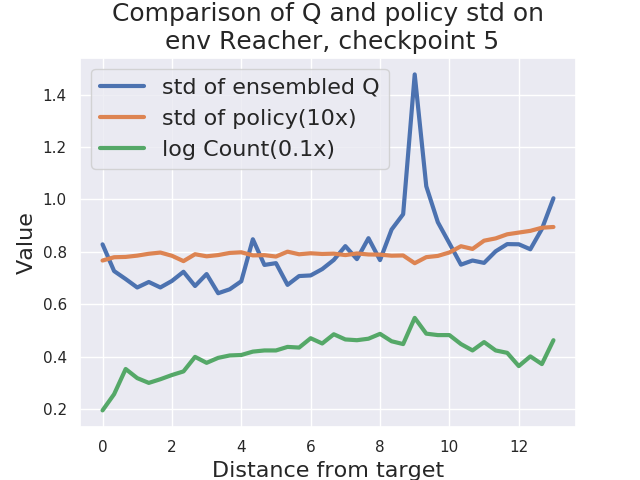 Comparison of Q and policy std on
env Reacher, checkpoint 5
std of ensembled Q
std of policy(10x)
log Count(0.1x)
Value
1.4
1.2
1.0
0.8
0.6
0.4
0.2
0 2 4 6 8 10 12
Distance from target